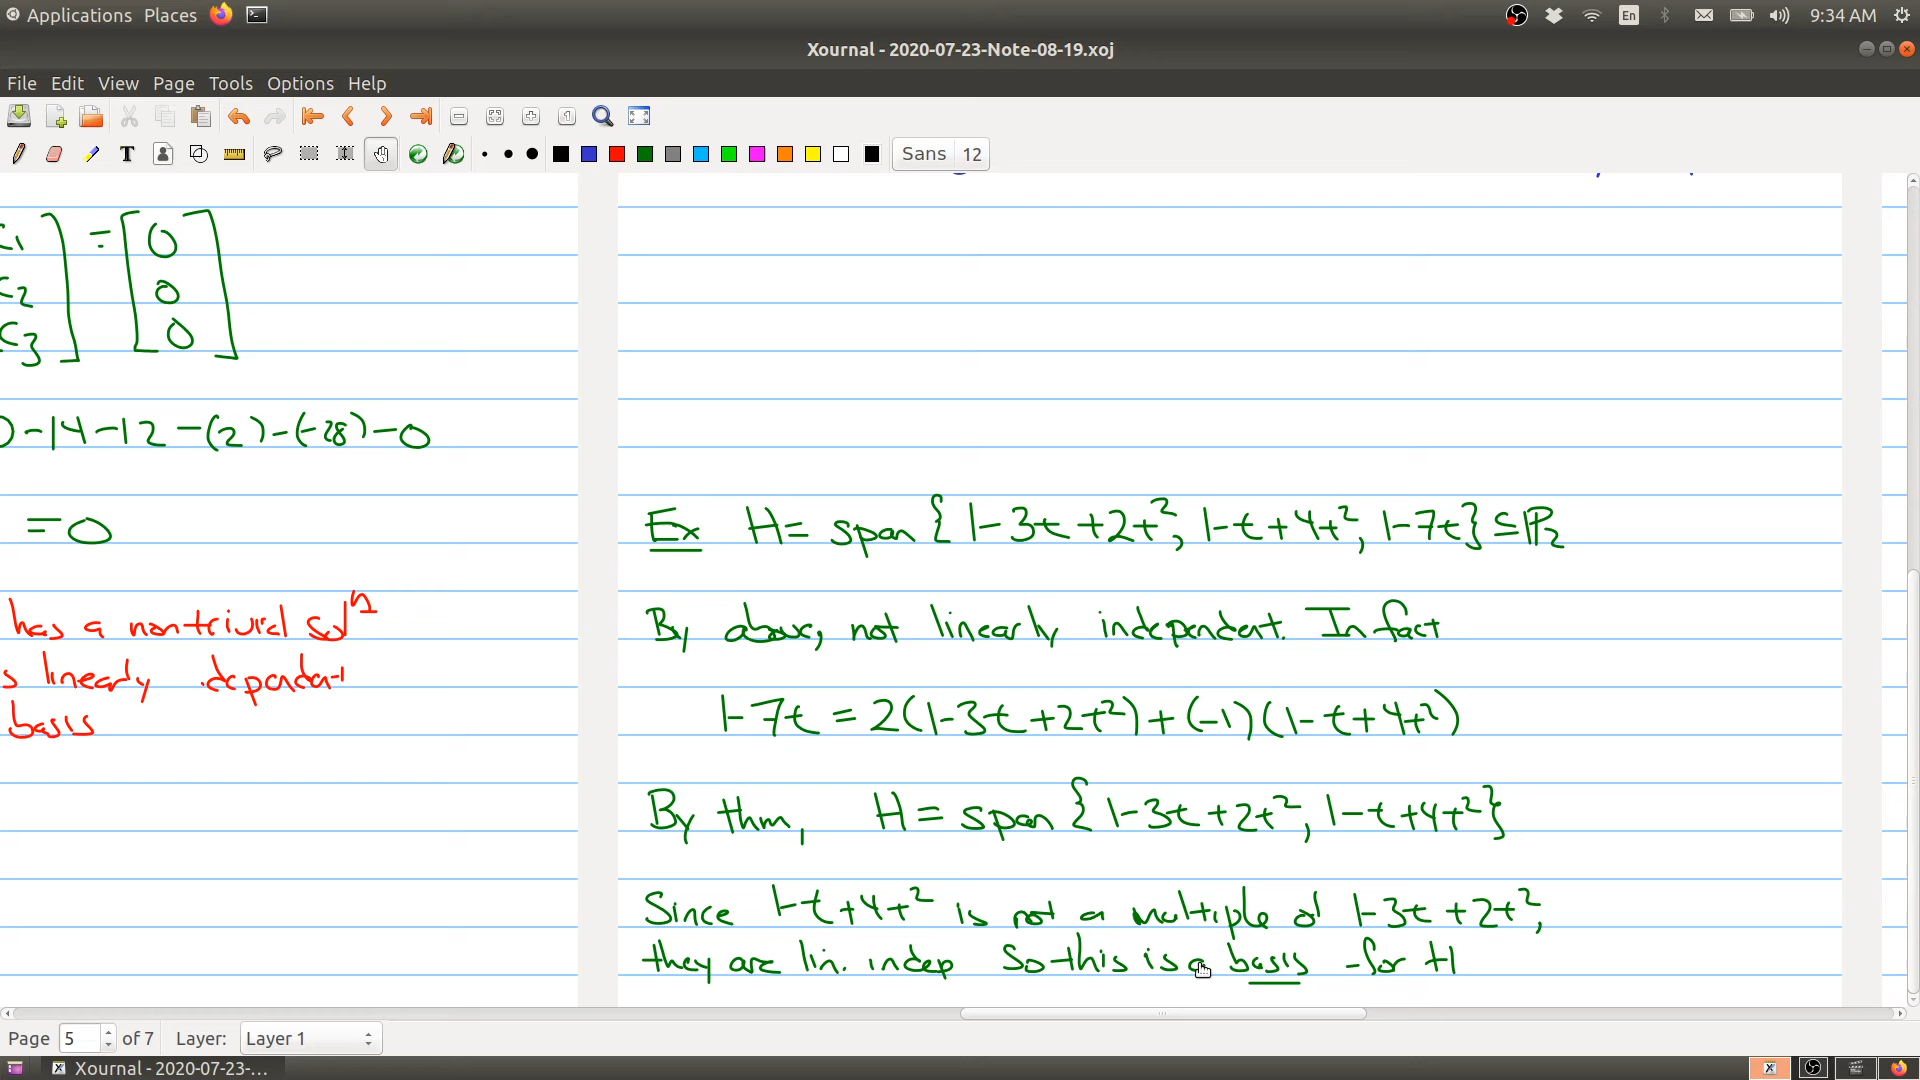 Applications Places En 9:34 AM
Xournal - 2020-07-23-Note-08-19.xoj
File Edit View Page Tools Options Help
T Sans 12
C1 = [0
C2 0
C3 0]
-14-12-(2)-(-28)-0
=0
has a nontrivial solⁿ
s linearly dependent
basis
Ex H= span { 1-3t+2t², 1-t+4t², 1-7t} ⊆ ℙ₂
By above, not linearly independent. In fact
1-7t = 2(1-3t+2t²)+(-1)(1-t+4t²)
By thm, H = span { 1-3t+2t², 1-t+4t²}
Since 1-t+4t² is not a multiple of 1-3t+2t²,
they are lin. indep So this is a basis for H
Page 5 of 7 Layer: Layer 1
Xournal - 2020-07-23-...